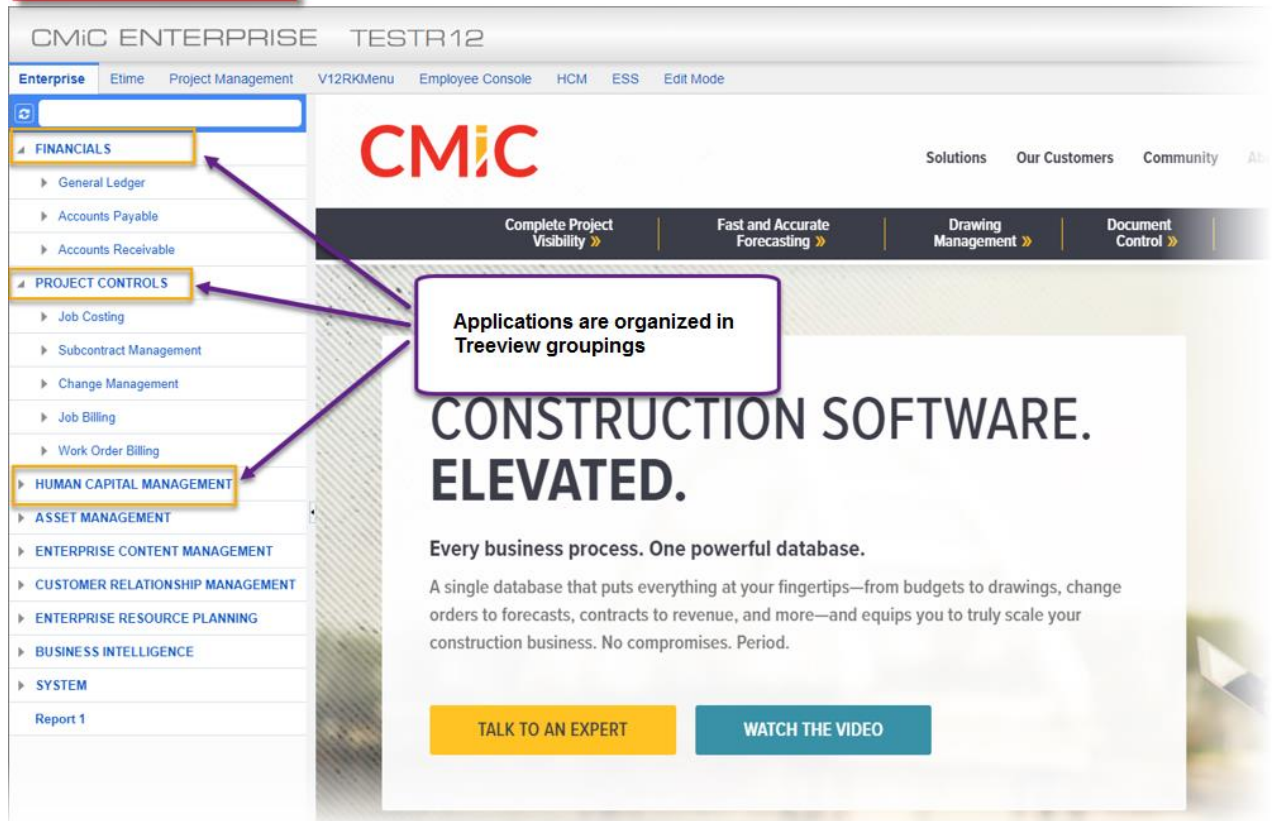 CMiC ENTERPRISE TESTR12
Enterprise Etime Project Management V12RKMenu Employee Console HCM ESS Edit Mode
FINANCIALS
General Ledger
Accounts Payable
Accounts Receivable
PROJECT CONTROLS
Job Costing
Subcontract Management
Change Management
Job Billing
Work Order Billing
HUMAN CAPITAL MANAGEMENT
ASSET MANAGEMENT
ENTERPRISE CONTENT MANAGEMENT
CUSTOMER RELATIONSHIP MANAGEMENT
ENTERPRISE RESOURCE PLANNING
BUSINESS INTELLIGENCE
SYSTEM
Report 1
CMiC
Solutions Our Customers Community
Complete Project
Visibility »
Fast and Accurate
Forecasting »
Drawing
Management »
Document
Control »
Applications are organized in
Treeview groupings
CONSTRUCTION SOFTWARE.
ELEVATED.
Every business process. One powerful database.
A single database that puts everything at your fingertips—from budgets to drawings, change
orders to forecasts, contracts to revenue, and more—and equips you to truly scale your
construction business. No compromises. Period.
TALK TO AN EXPERT
WATCH THE VIDEO